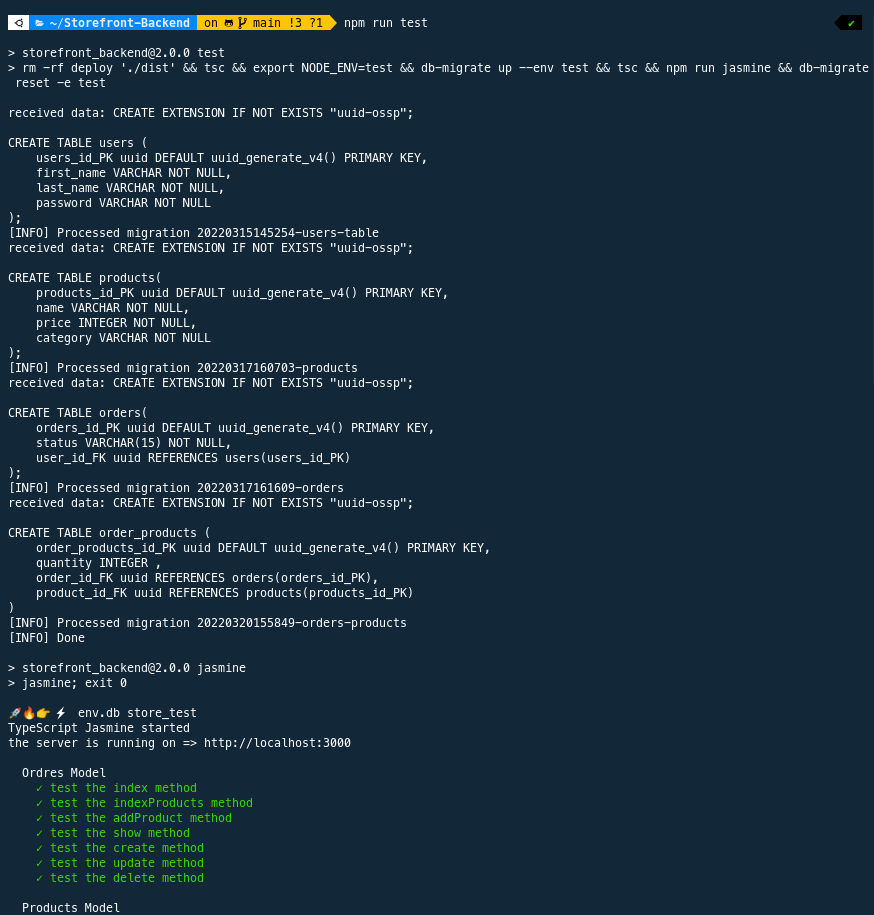 ~/Storefront-Backend on main !3 ?1 npm run test ✔
> storefront_backend@2.0.0 test
> rm -rf deploy './dist' && tsc && export NODE_ENV=test && db-migrate up --env test && tsc && npm run jasmine && db-migrate
reset -e test
received data: CREATE EXTENSION IF NOT EXISTS "uuid-ossp";
CREATE TABLE users (
users_id_PK uuid DEFAULT uuid_generate_v4() PRIMARY KEY,
first_name VARCHAR NOT NULL,
last_name VARCHAR NOT NULL,
password VARCHAR NOT NULL
);
[INFO] Processed migration 20220315145254-users-table
received data: CREATE EXTENSION IF NOT EXISTS "uuid-ossp";
CREATE TABLE products(
products_id_PK uuid DEFAULT uuid_generate_v4() PRIMARY KEY,
name VARCHAR NOT NULL,
price INTEGER NOT NULL,
category VARCHAR NOT NULL
);
[INFO] Processed migration 20220317160703-products
received data: CREATE EXTENSION IF NOT EXISTS "uuid-ossp";
CREATE TABLE orders(
orders_id_PK uuid DEFAULT uuid_generate_v4() PRIMARY KEY,
status VARCHAR(15) NOT NULL,
user_id_FK uuid REFERENCES users(users_id_PK)
);
[INFO] Processed migration 20220317161609-orders
received data: CREATE EXTENSION IF NOT EXISTS "uuid-ossp";
CREATE TABLE order_products (
order_products_id_PK uuid DEFAULT uuid_generate_v4() PRIMARY KEY,
quantity INTEGER ,
order_id_FK uuid REFERENCES orders(orders_id_PK),
product_id_FK uuid REFERENCES products(products_id_PK)
)
[INFO] Processed migration 20220320155849-orders-products
[INFO] Done
> storefront_backend@2.0.0 jasmine
> jasmine; exit 0
🚀🔥👉⚡ env.db store_test
TypeScript Jasmine started
the server is running on => http://localhost:3000
Ordres Model
✓ test the index method
✓ test the indexProducts method
✓ test the addProduct method
✓ test the show method
✓ test the create method
✓ test the update method
✓ test the delete method
Products Model